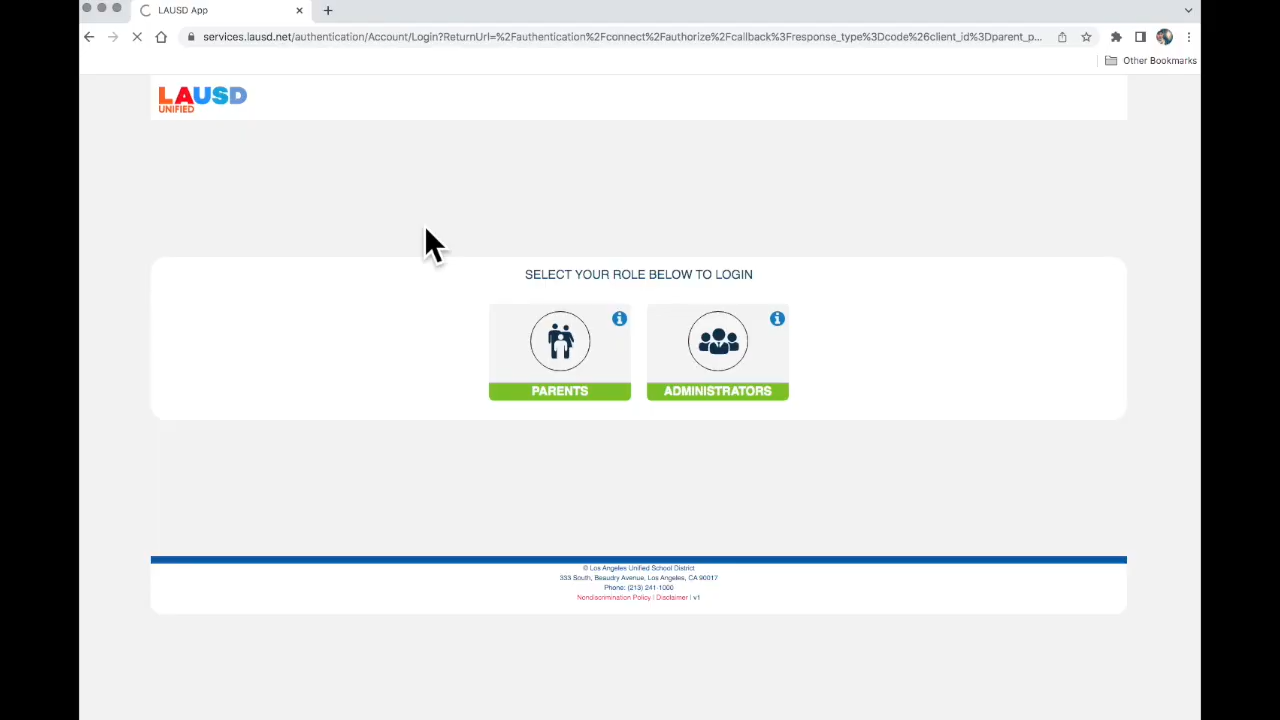 LAUSD App
services.lausd.net/authentication/Account/Login?ReturnUrl=%2Fauthentication%2Fconnect%2Fauthorize%2Fcallback%3Fresponse_type%3Dcode%26client_id%3Dparent_p...
Other Bookmarks
LAUSD
UNIFIED
SELECT YOUR ROLE BELOW TO LOGIN
PARENTS ADMINISTRATORS
© Los Angeles Unified School District
333 South, Beaudry Avenue, Los Angeles, CA 90017
Phone: (213) 241-1000
Nondiscrimination Policy | Disclaimer | v1